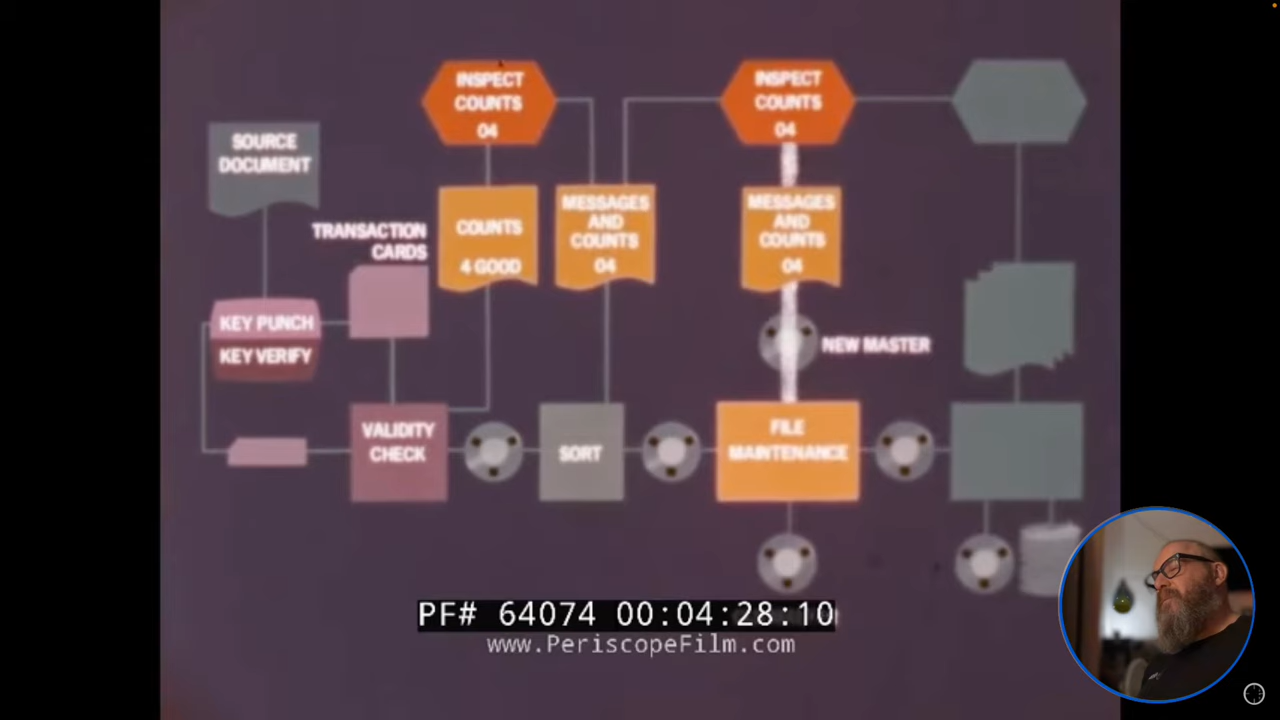 INSPECT
COUNTS
04
INSPECT
COUNTS
04
SOURCE
DOCUMENT
TRANSACTION
CARDS
COUNTS
4 GOOD
MESSAGES
AND
COUNTS
04
MESSAGES
AND
COUNTS
04
KEY PUNCH
KEY VERIFY
NEW MASTER
VALIDITY
CHECK
SORT
FILE
MAINTENANCE
PF# 64074 00:04:28:10
www.PeriscopeFilm.com